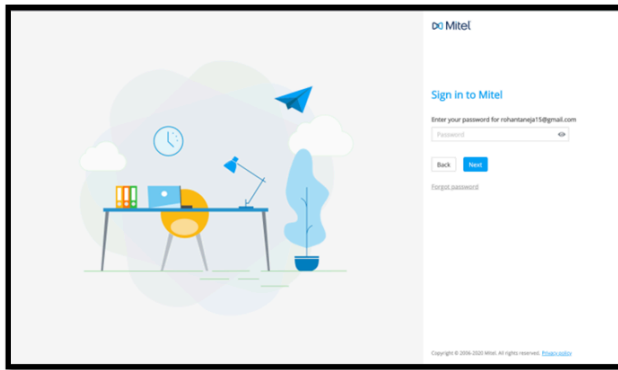 Mitel
Sign in to Mitel
Enter your password for rohantaneja15@gmail.com
Password
Back Next
Forgot password
Copyright © 2006-2020 Mitel. All rights reserved. Privacy policy